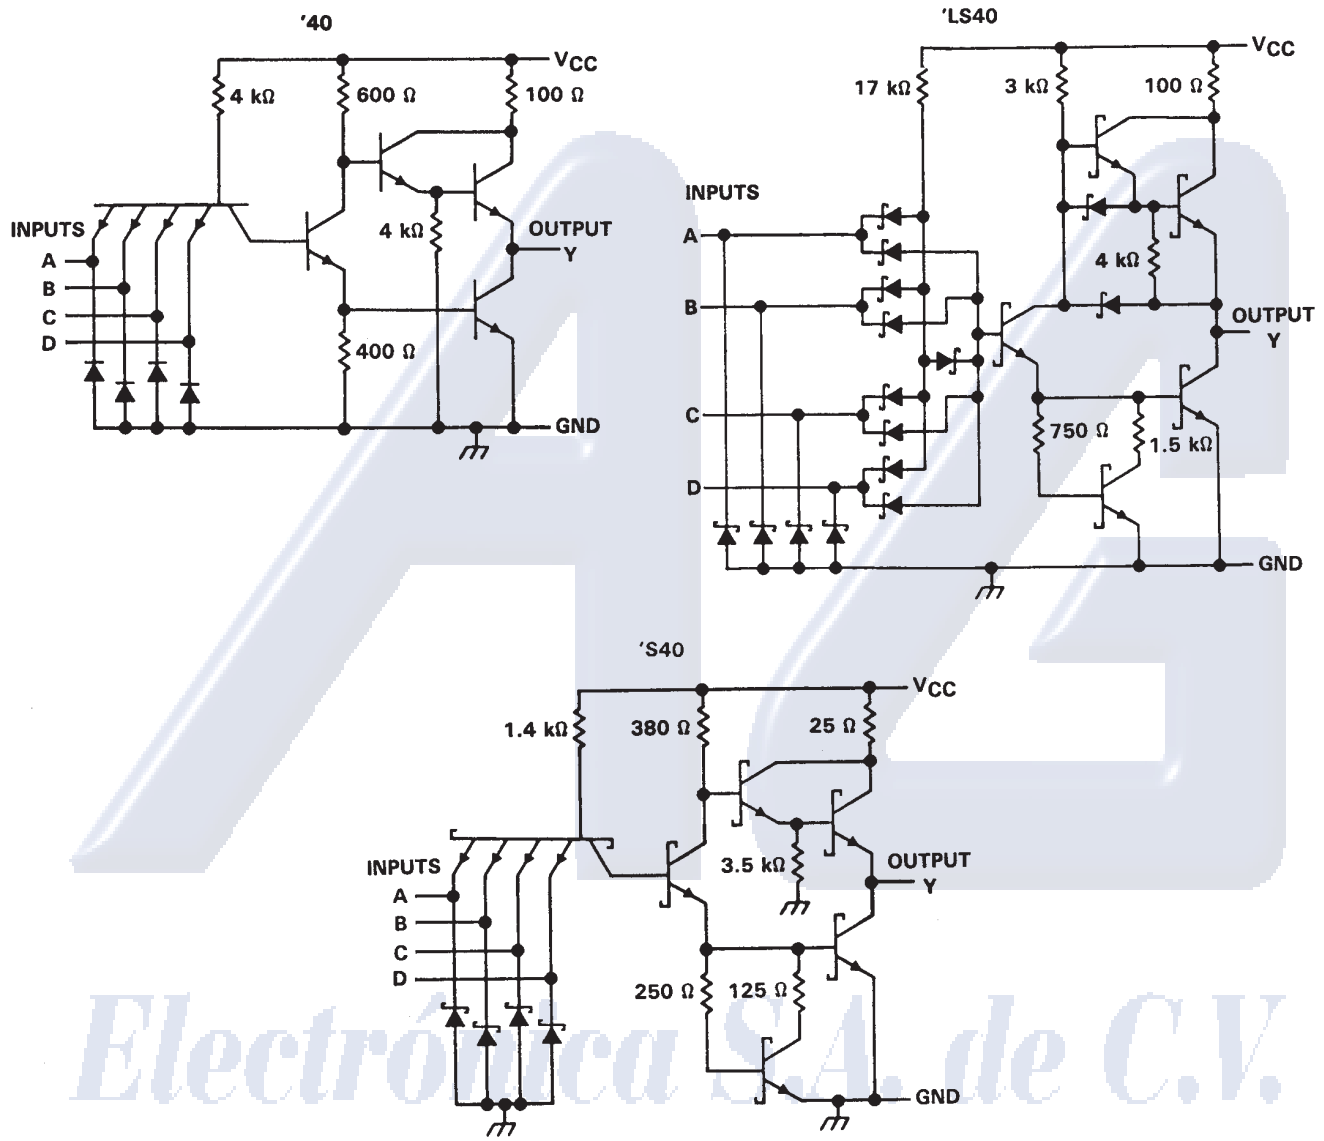 '40
VCC
4 kΩ
600 Ω
100 Ω
INPUTS
A
B
C
D
4 kΩ
OUTPUT
Y
400 Ω
GND
'LS40
VCC
17 kΩ
3 kΩ
100 Ω
INPUTS
A
B
C
D
4 kΩ
OUTPUT
Y
750 Ω
1.5 kΩ
GND
'S40
VCC
1.4 kΩ
380 Ω
25 Ω
INPUTS
A
B
C
D
3.5 kΩ
OUTPUT
Y
250 Ω
125 Ω
GND
AG
Electrónica S.A. de C.V.